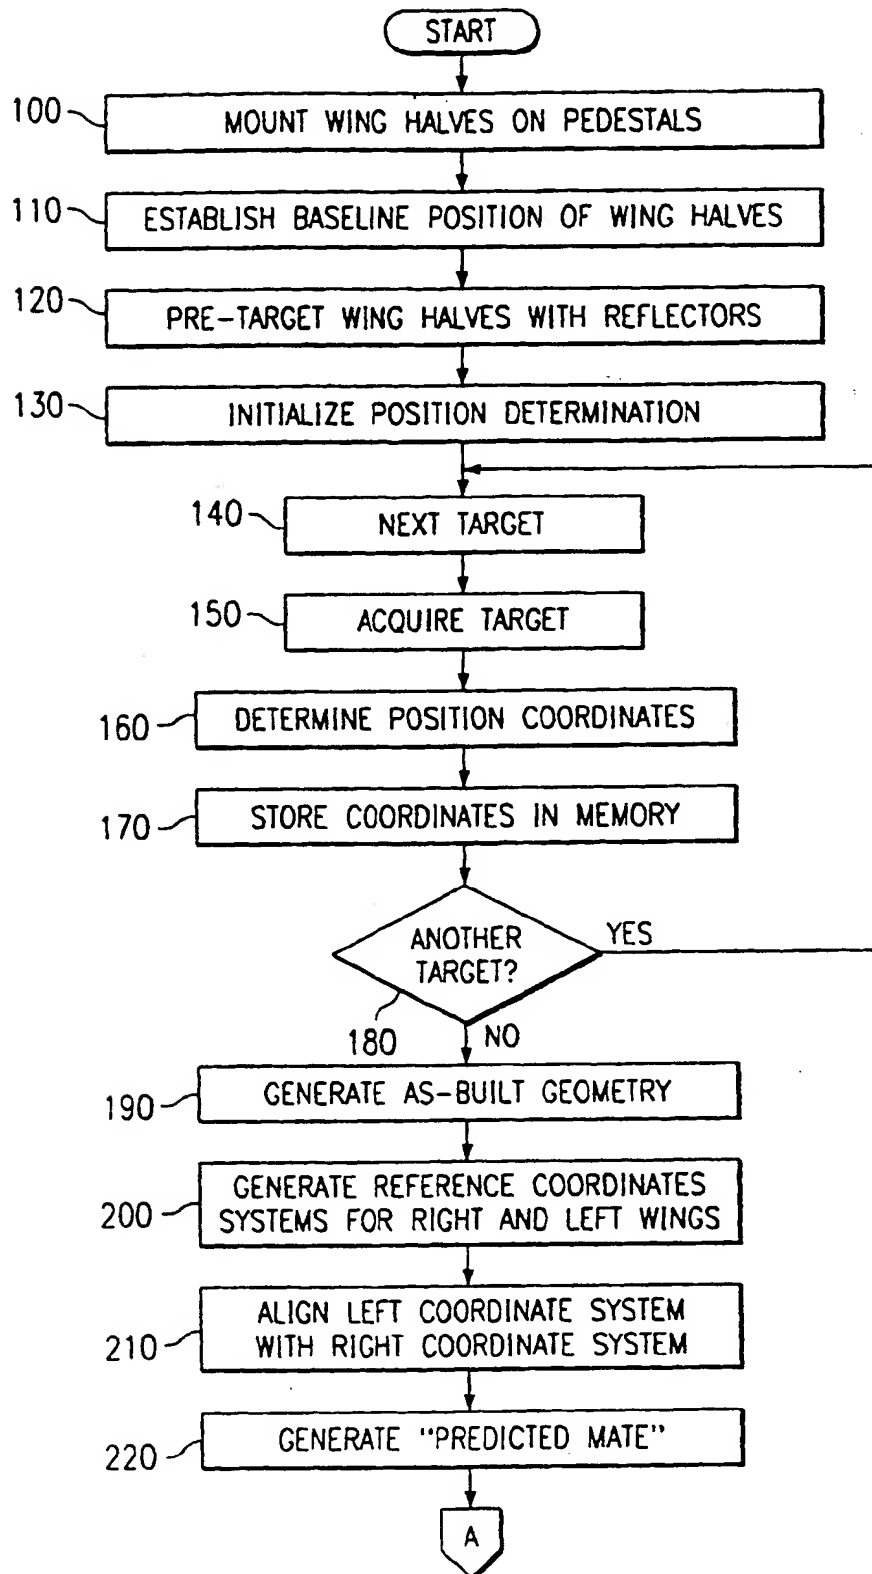 START
100
MOUNT WING HALVES ON PEDESTALS
110
ESTABLISH BASELINE POSITION OF WING HALVES
120
PRE-TARGET WING HALVES WITH REFLECTORS
130
INITIALIZE POSITION DETERMINATION
140
NEXT TARGET
150
ACQUIRE TARGET
160
DETERMINE POSITION COORDINATES
170
STORE COORDINATES IN MEMORY
ANOTHER
TARGET?
YES
180
NO
190
GENERATE AS-BUILT GEOMETRY
200
GENERATE REFERENCE COORDINATES
SYSTEMS FOR RIGHT AND LEFT WINGS
210
ALIGN LEFT COORDINATE SYSTEM
WITH RIGHT COORDINATE SYSTEM
220
GENERATE "PREDICTED MATE"
A